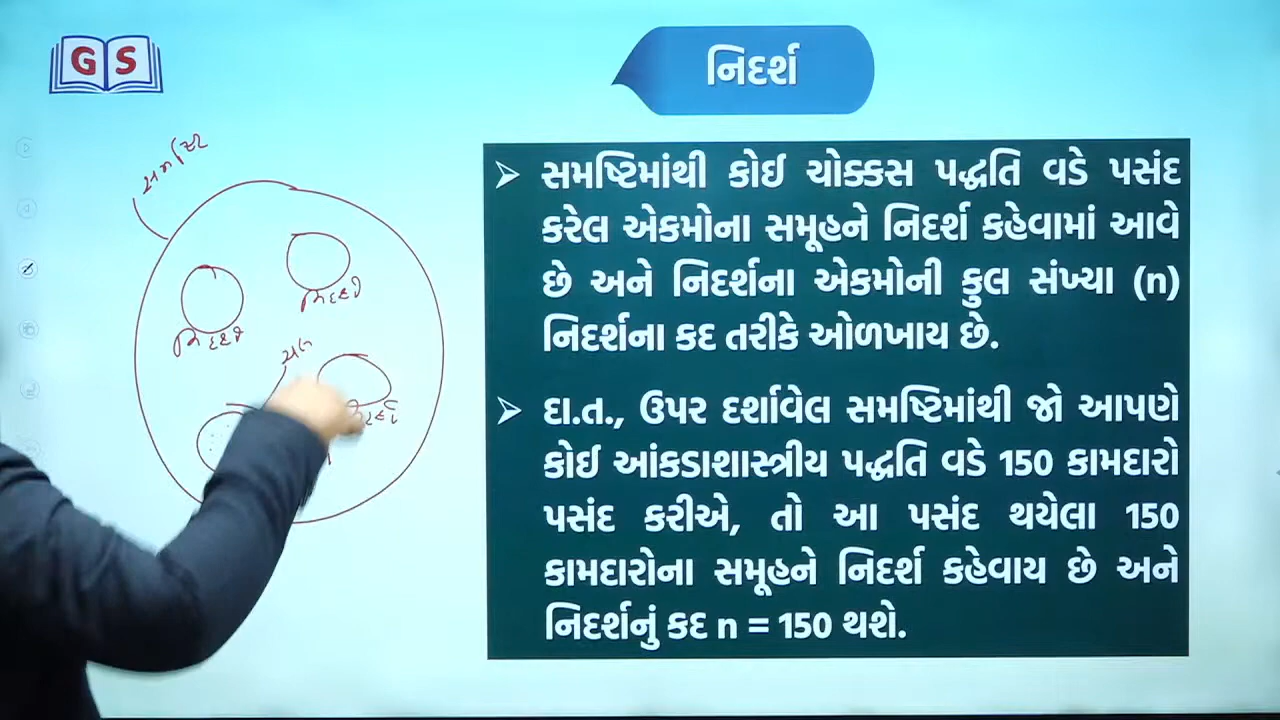 GS
નિદર્શ
સમષ્ટિ
➢ સમષ્ટિમાંથી કોઈ ચોક્કસ પદ્ધતિ વડે પસંદ
કરેલ એકમોના સમૂહને નિદર્શ કહેવામાં આવે
છે અને નિદર્શના એકમોની કુલ સંખ્યા (n)
નિદર્શના કદ તરીકે ઓળખાય છે.
નિદર્શ
નિદર્શ
➢ દા.ત., ઉપર દર્શાવેલ સમષ્ટિમાંથી જો આપણે
કોઈ આંકડાશાસ્ત્રીય પદ્ધતિ વડે 150 કામદારો
પસંદ કરીએ, તો આ પસંદ થયેલા 150
કામદારોના સમૂહને નિદર્શ કહેવાય છે અને
નિદર્શનું કદ n = 150 થશે.